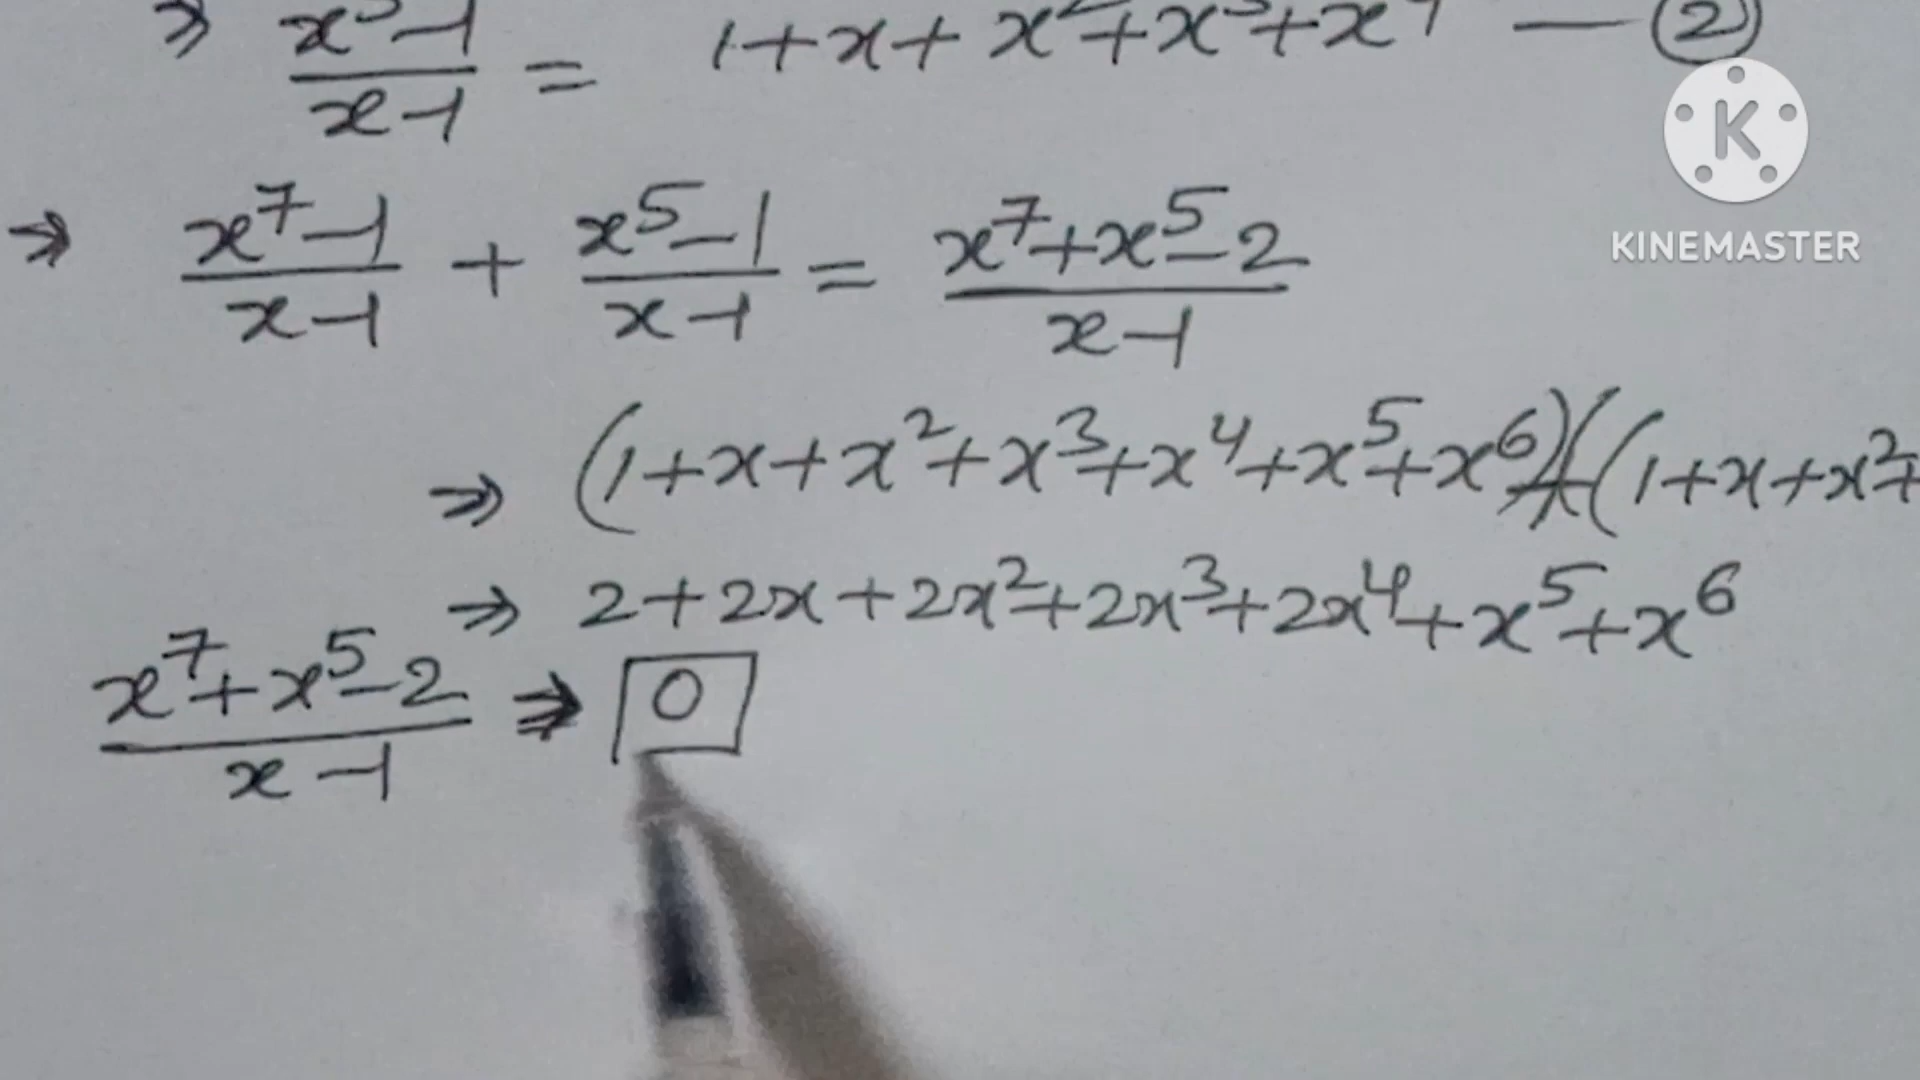 ⇒ x⁵-1/x-1 = 1+x+x²+x³+x⁴ — ②
K
KINEMASTER
⇒ x⁷-1/x-1 + x⁵-1/x-1 = x⁷+x⁵-2/x-1
⇒ (1+x+x²+x³+x⁴+x⁵+x⁶)+(1+x+x²+
⇒ 2+2x+2x²+2x³+2x⁴+x⁵+x⁶
x⁷+x⁵-2/x-1 ⇒ 0